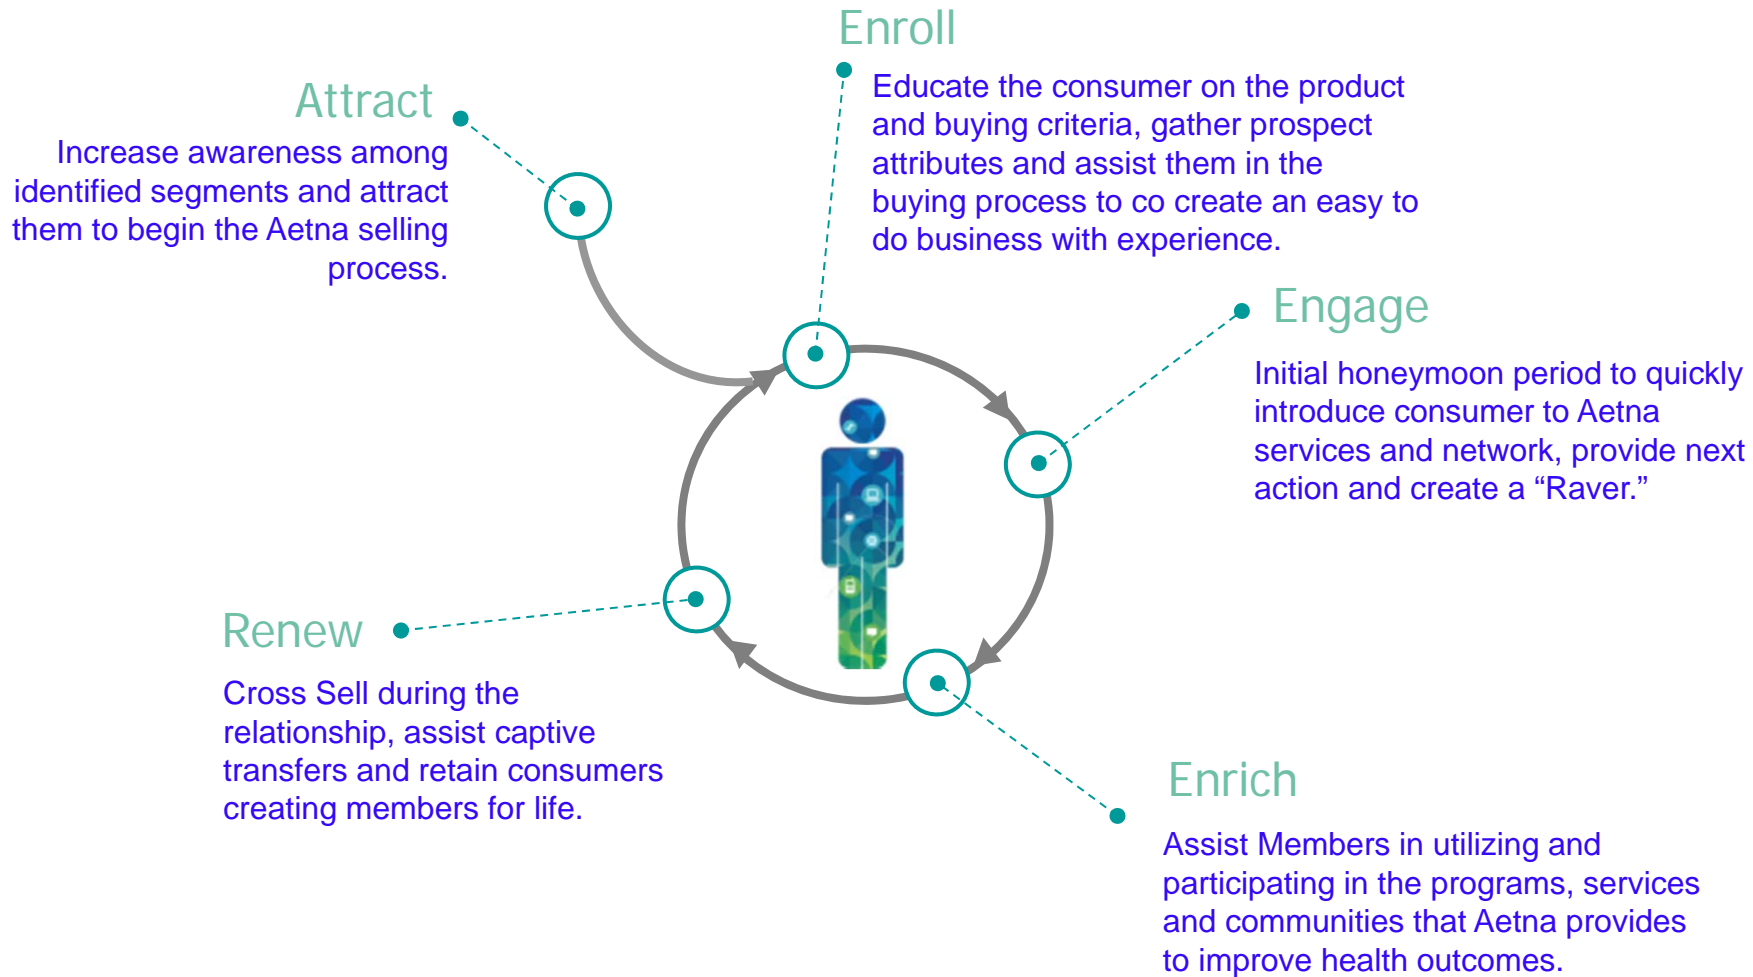 Attract
Increase awareness among
identified segments and attract
them to begin the Aetna selling
process.
Enroll
Educate the consumer on the product
and buying criteria, gather prospect
attributes and assist them in the
buying process to co create an easy to
do business with experience.
Engage
Initial honeymoon period to quickly
introduce consumer to Aetna
services and network, provide next
action and create a “Raver.”
Enrich
Assist Members in utilizing and
participating in the programs, services
and communities that Aetna provides
to improve health outcomes.
Renew
Cross Sell during the
relationship, assist captive
transfers and retain consumers
creating members for life.